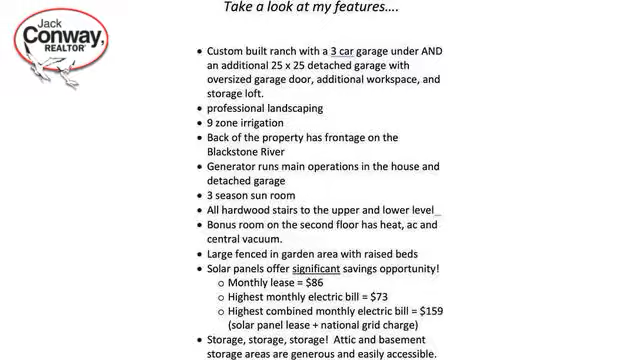 Take a look at my features....
Jack
Conway,
REALTOR®
• Custom built ranch with a 3 car garage under AND
an additional 25 x 25 detached garage with
oversized garage door, additional workspace, and
storage loft.
• professional landscaping
• 9 zone irrigation
• Back of the property has frontage on the
Blackstone River
• Generator runs main operations in the house and
detached garage
• 3 season sun room
• All hardwood stairs to the upper and lower level_
• Bonus room on the second floor has heat, ac and
central vacuum.
• Large fenced in garden area with raised beds
• Solar panels offer significant savings opportunity!
o Monthly lease = $86
o Highest monthly electric bill = $73
o Highest combined monthly electric bill = $159
(solar panel lease + national grid charge)
• Storage, storage, storage! Attic and basement
storage areas are generous and easily accessible.